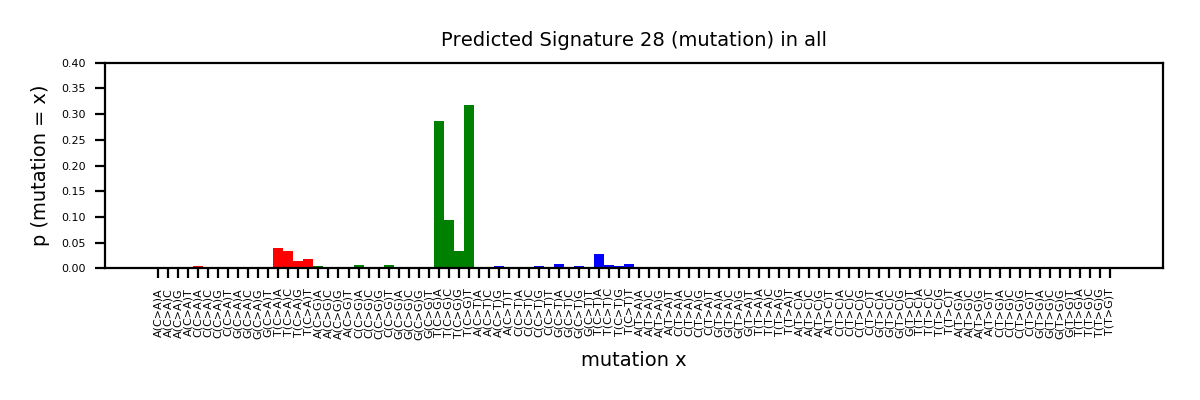 Predicted Signature 28 (mutation) in all
p (mutation = x)
0.40
0.35
0.30
0.25
0.20
0.15
0.10
0.05
0.00
A(C>A)A
A(C>A)C
A(C>A)G
A(C>A)T
C(C>A)A
C(C>A)C
C(C>A)G
C(C>A)T
G(C>A)A
G(C>A)C
G(C>A)G
G(C>A)T
T(C>A)A
T(C>A)C
T(C>A)G
T(C>A)T
A(C>G)A
A(C>G)C
A(C>G)G
A(C>G)T
C(C>G)A
C(C>G)C
C(C>G)G
C(C>G)T
G(C>G)A
G(C>G)C
G(C>G)G
G(C>G)T
T(C>G)A
T(C>G)C
T(C>G)G
T(C>G)T
A(C>T)A
A(C>T)C
A(C>T)G
A(C>T)T
C(C>T)A
C(C>T)C
C(C>T)G
C(C>T)T
G(C>T)A
G(C>T)C
G(C>T)G
G(C>T)T
T(C>T)A
T(C>T)C
T(C>T)G
T(C>T)T
A(T>A)A
A(T>A)C
A(T>A)G
A(T>A)T
C(T>A)A
C(T>A)C
C(T>A)G
C(T>A)T
G(T>A)A
G(T>A)C
G(T>A)G
G(T>A)T
T(T>A)A
T(T>A)C
T(T>A)G
T(T>A)T
A(T>C)A
A(T>C)C
A(T>C)G
A(T>C)T
C(T>C)A
C(T>C)C
C(T>C)G
C(T>C)T
G(T>C)A
G(T>C)C
G(T>C)G
G(T>C)T
T(T>C)A
T(T>C)C
T(T>C)G
T(T>C)T
A(T>G)A
A(T>G)C
A(T>G)G
A(T>G)T
C(T>G)A
C(T>G)C
C(T>G)G
C(T>G)T
G(T>G)A
G(T>G)C
G(T>G)G
G(T>G)T
T(T>G)A
T(T>G)C
T(T>G)G
T(T>G)T
mutation x